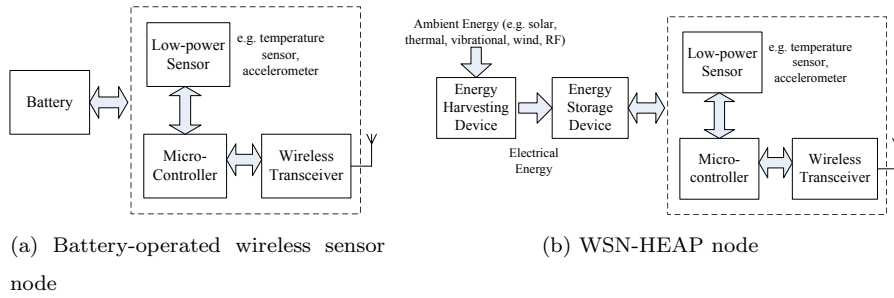 Low-power
Sensor
e.g. temperature
sensor,
accelerometer
Battery
Micro-
Controller
Wireless
Transceiver
(a) Battery-operated wireless sensor
node
Ambient Energy (e.g. solar,
thermal, vibrational, wind, RF)
Energy
Harvesting
Device
Electrical
Energy
Energy
Storage
Device
Low-power
Sensor
e.g. temperature
sensor,
accelerometer
Micro-
controller
Wireless
Transceiver
(b) WSN-HEAP node